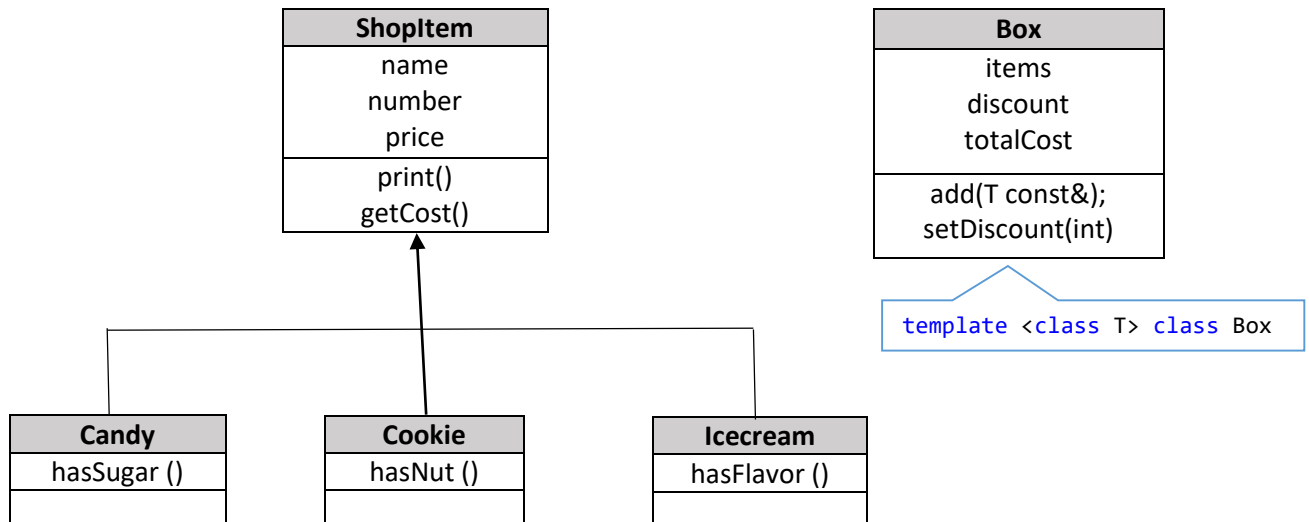 ShopItem
name
number
price
print()
getCost()
Box
items
discount
totalCost
add(T const&);
setDiscount(int)
template <class T> class Box
Candy
hasSugar ()
Cookie
hasNut ()
Icecream
hasFlavor ()